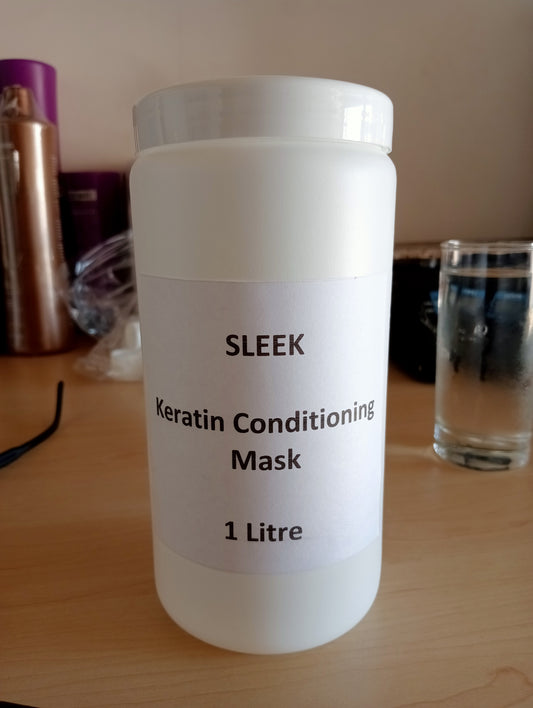 SLEEK
Keratin Conditioning
Mask
1 Litre